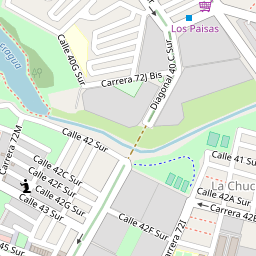 Los Paisas
Calle 40G Sur
Diagonal 40 C Sur
Carrera 72J Bis
Fragua
Calle 42 Sur
Carrera 72M
Calle 41 Sur
La Chuc
Calle 42C Sur
Calle 42F Sur
Calle 42G Sur
Calle 43 Sur
Calle 42A Sur
Carrera 42B
Carrera 72I
Calle 42F Sur
45 Sur
Calle